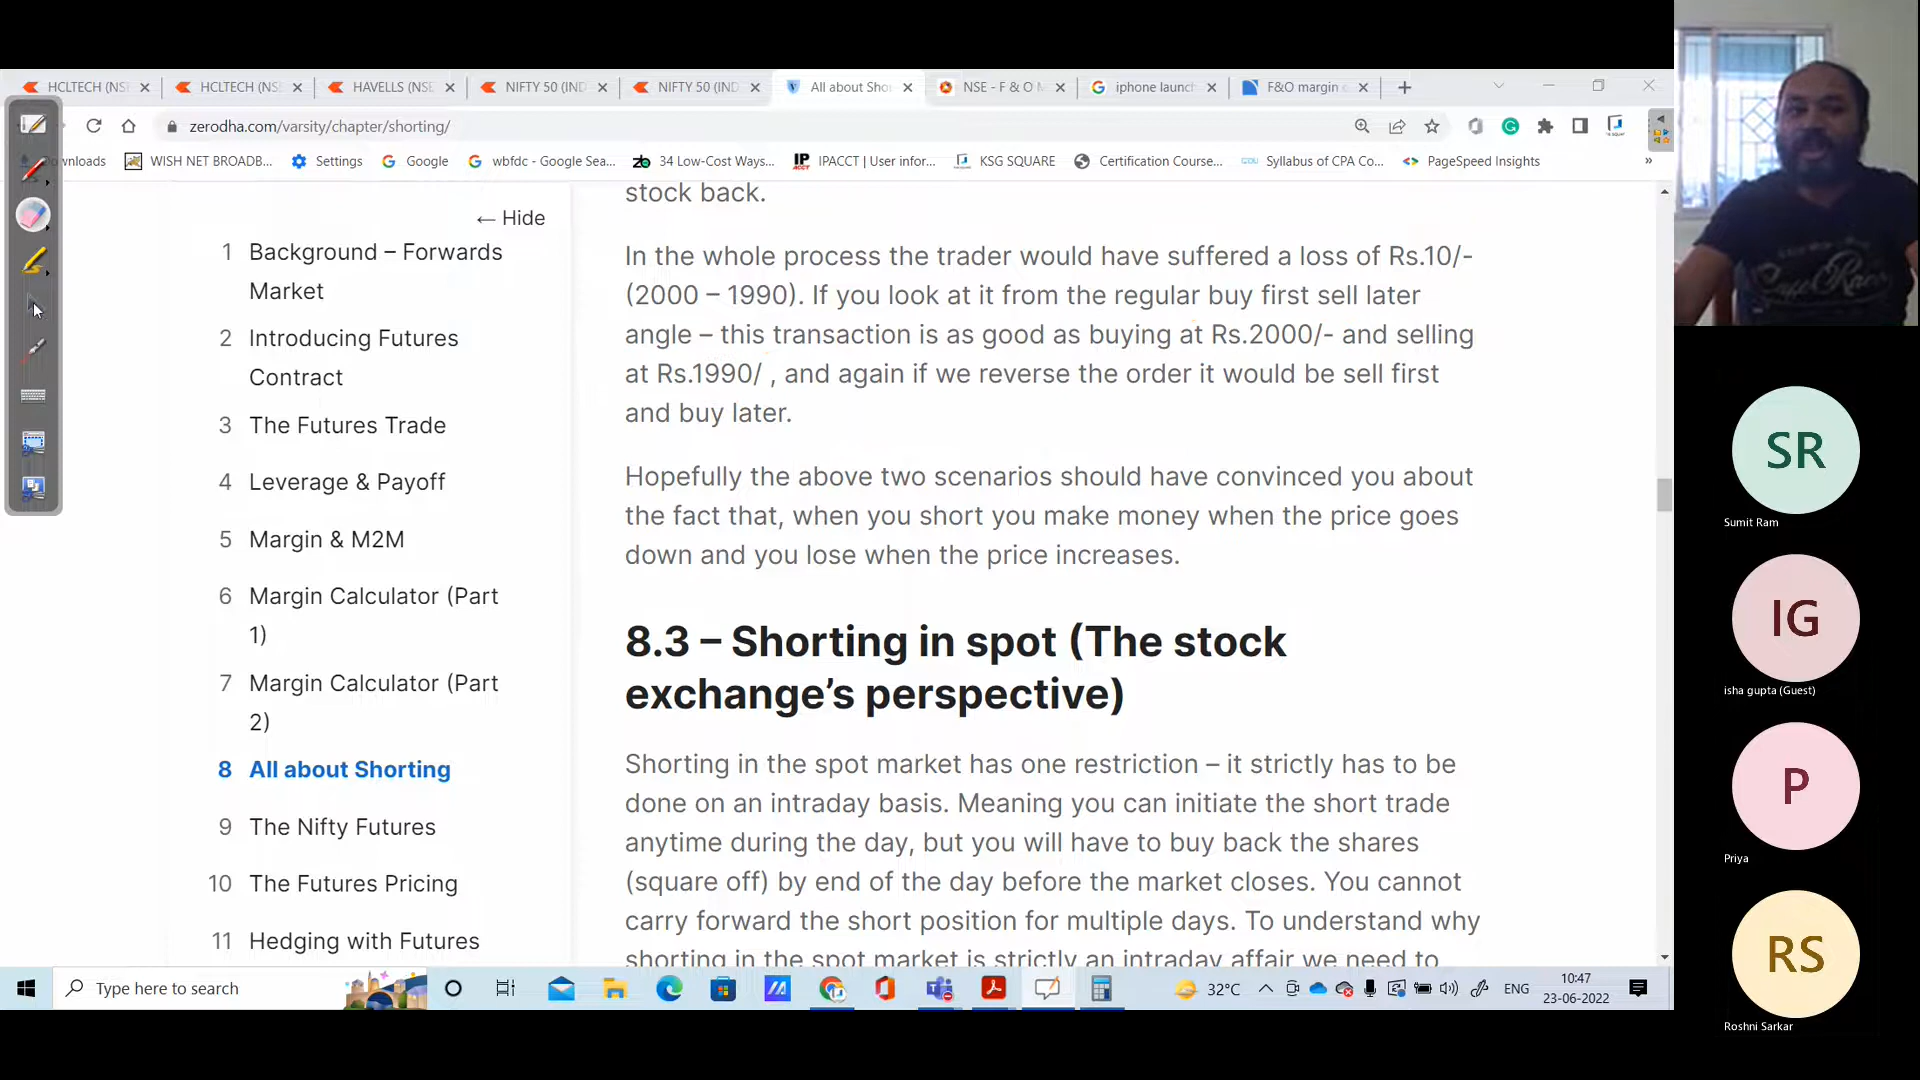 HCLTECH (NS
HCLTECH (NS
HAVELLS (NSE
NIFTY 50 (IND
NIFTY 50 (IND
All about Sho
NSE - F & O M
iphone launc
F&O margin
zerodha.com/varsity/chapter/shorting/
ownloads
WISH NET BROADB...
Settings
Google
wbfdc - Google Sea...
34 Low-Cost Ways...
IPACCT | User infor...
KSG SQUARE
Certification Course...
Syllabus of CPA Co...
PageSpeed Insights
»
← Hide
1 Background – Forwards
Market
2 Introducing Futures
Contract
3 The Futures Trade
4 Leverage & Payoff
5 Margin & M2M
6 Margin Calculator (Part
1)
7 Margin Calculator (Part
2)
8 All about Shorting
9 The Nifty Futures
10 The Futures Pricing
11 Hedging with Futures
stock back.
In the whole process the trader would have suffered a loss of Rs.10/-
(2000 – 1990). If you look at it from the regular buy first sell later
angle – this transaction is as good as buying at Rs.2000/- and selling
at Rs.1990/ , and again if we reverse the order it would be sell first
and buy later.
Hopefully the above two scenarios should have convinced you about
the fact that, when you short you make money when the price goes
down and you lose when the price increases.
8.3 – Shorting in spot (The stock
exchange’s perspective)
Shorting in the spot market has one restriction – it strictly has to be
done on an intraday basis. Meaning you can initiate the short trade
anytime during the day, but you will have to buy back the shares
(square off) by end of the day before the market closes. You cannot
carry forward the short position for multiple days. To understand why
shorting in the spot market is strictly an intraday affair we need to
Type here to search
32°C
ENG
10:47
23-06-2022
SR
Sumit Ram
IG
isha gupta (Guest)
P
Priya
RS
Roshni Sarkar